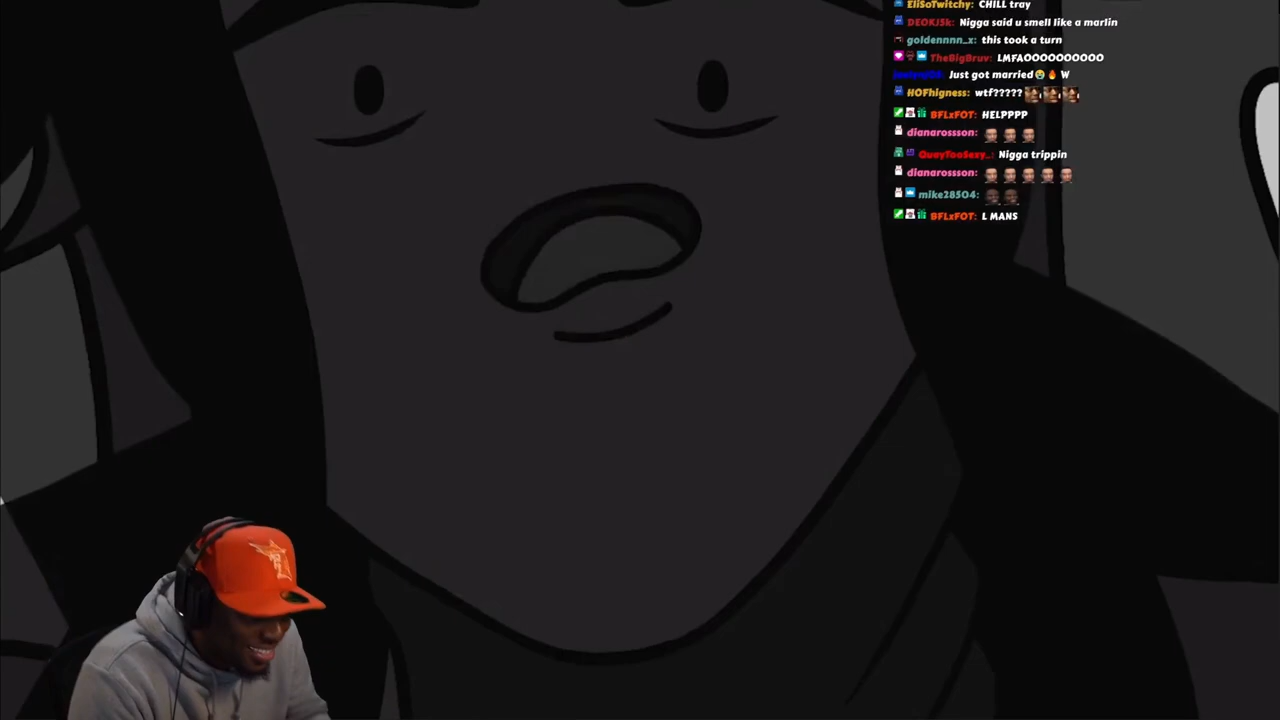 EliSoTwitchy: CHILL tray
DEOKJ5k: Nigga said u smell like a marlin
goldennnn_x: this took a turn
TheBigBruv: LMFAOOOOOOOOOO
Just got married😭🔥 W
HOFhigness: wtf?????
BFLxFOT: HELPPPP
dianarossson:
QuayTooSexy_: Nigga trippin
dianarossson:
mike28504:
BFLxFOT: L MANS